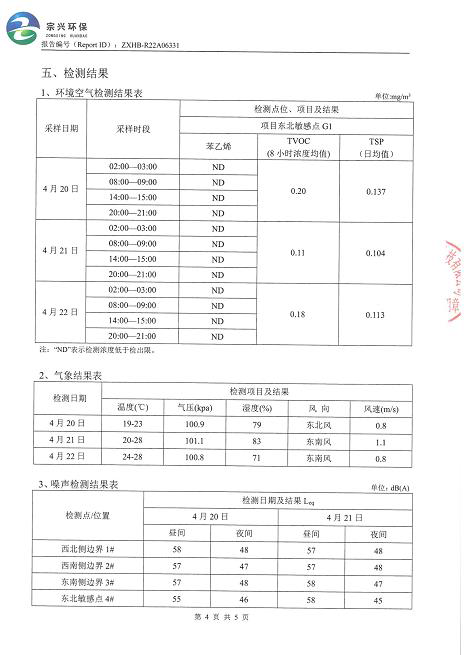 宗兴环保
ZONGXING HUANBAO
报告编号（Report ID）：ZXHB-R22A06331
五、检测结果
1、环境空气检测结果表 单位:mg/m³
采样日期 采样时段 检测点位、项目及结果
项目东北敏感点 G1
苯乙烯 TVOC (8 小时浓度均值) TSP （日均值）
4 月 20 日 02:00—03:00 ND 0.20 0.137
08:00—09:00 ND
14:00—15:00 ND
20:00—21:00 ND
4 月 21 日 02:00—03:00 ND 0.11 0.104
08:00—09:00 ND
14:00—15:00 ND
20:00—21:00 ND
4 月 22 日 02:00—03:00 ND 0.18 0.113
08:00—09:00 ND
14:00—15:00 ND
20:00—21:00 ND
注：“ND”表示检测浓度低于检出限。
2、气象结果表
检测日期 检测项目及结果
温度(℃) 气压(kpa) 湿度(%) 风 向 风速(m/s)
4 月 20 日 19-23 100.9 79 东北风 0.8
4 月 21 日 20-28 101.1 83 东南风 1.1
4 月 22 日 24-28 100.8 71 东南风 0.8
3、噪声检测结果表 单位：dB(A)
检测点/位置 检测日期及结果 Leq
4 月 20 日 4 月 21 日
昼间 夜间 昼间 夜间
西北侧边界 1# 58 48 57 48
西南侧边界 2# 57 47 57 48
东南侧边界 3# 57 48 58 47
东北敏感点 4# 55 46 58 45
第 4 页 共 5 页